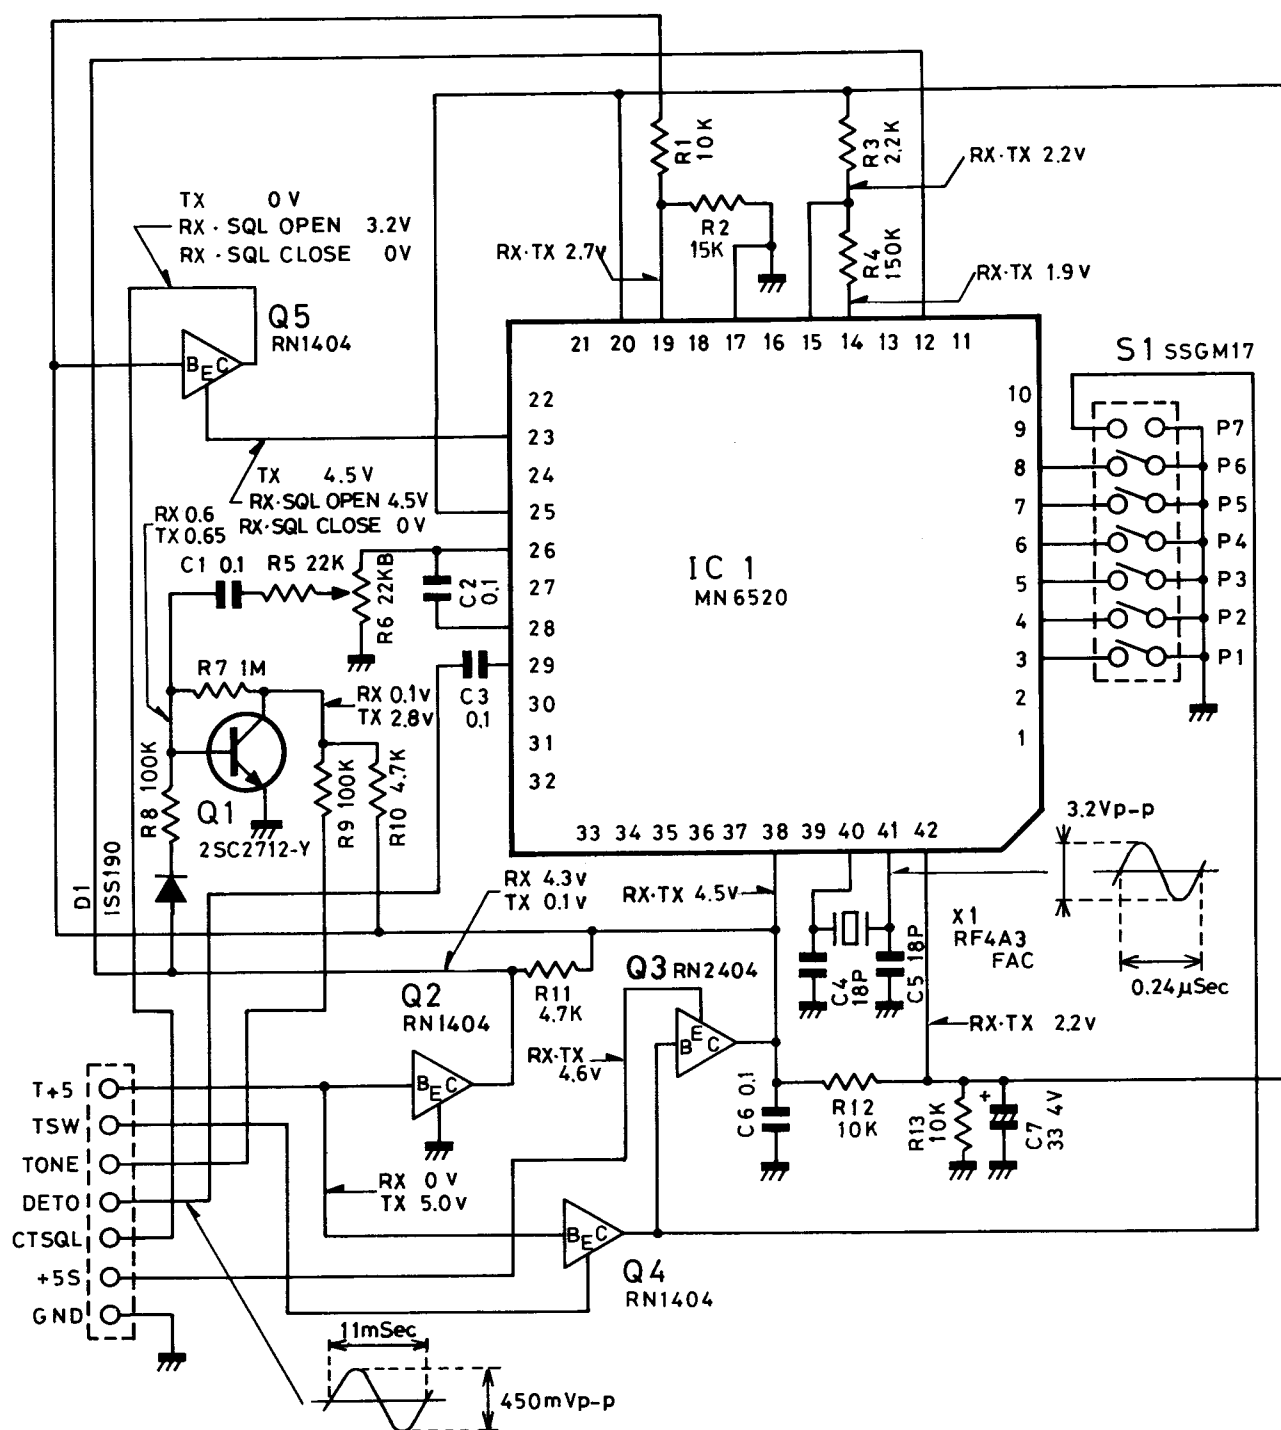 R1
10K
R3
2.2K
RX·TX 2.2V
TX 0V
RX · SQL OPEN 3.2V
RX · SQL CLOSE 0V
R2
15K
RX·TX 2.7V
R4
150K
RX·TX 1.9V
Q5
RN1404
B E C
21 20 19 18 17 16 15 14 13 12 11
S1 SSGM17
22
23
24
25
26
27
28
29
30
31
32
10
9
8
7
6
5
4
3
2
1
P7
P6
P5
P4
P3
P2
P1
TX 4.5V
RX·SQL OPEN 4.5V
RX·SQL CLOSE 0V
RX 0.6
TX 0.65
C1 0.1
R5 22K
R6 22KB
C2
0.1
IC 1
MN6520
R7 1M
RX 0.1V
TX 2.8V
C3
0.1
R8 100K
Q1
2SC2712-Y
R9 100K
R10 4.7K
33 34 35 36 37 38 39 40 41 42
3.2Vp-p
0.24μSec
D1
ISS190
RX 4.3V
TX 0.1V
RX·TX 4.5V
X1
RF4A3
FAC
C4
18P
C5 18P
Q2
RN1404
B E C
R11
4.7K
Q3 RN2404
B E C
RX·TX
4.6V
RX·TX 2.2V
C6 0.1
R12
10K
R13
10K
+
C7
33 4V
T+5
TSW
TONE
DETO
CTSQL
+5S
GND
RX 0V
TX 5.0V
B E C
Q4
RN1404
11mSec
450mVp-p